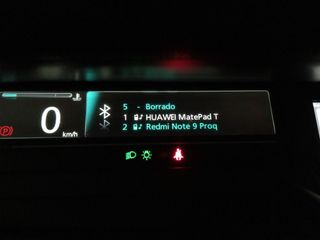 5 - Borrado
1 HUAWEI MatePad T
2 Redmi Note 9 Proq
0
km/h
P